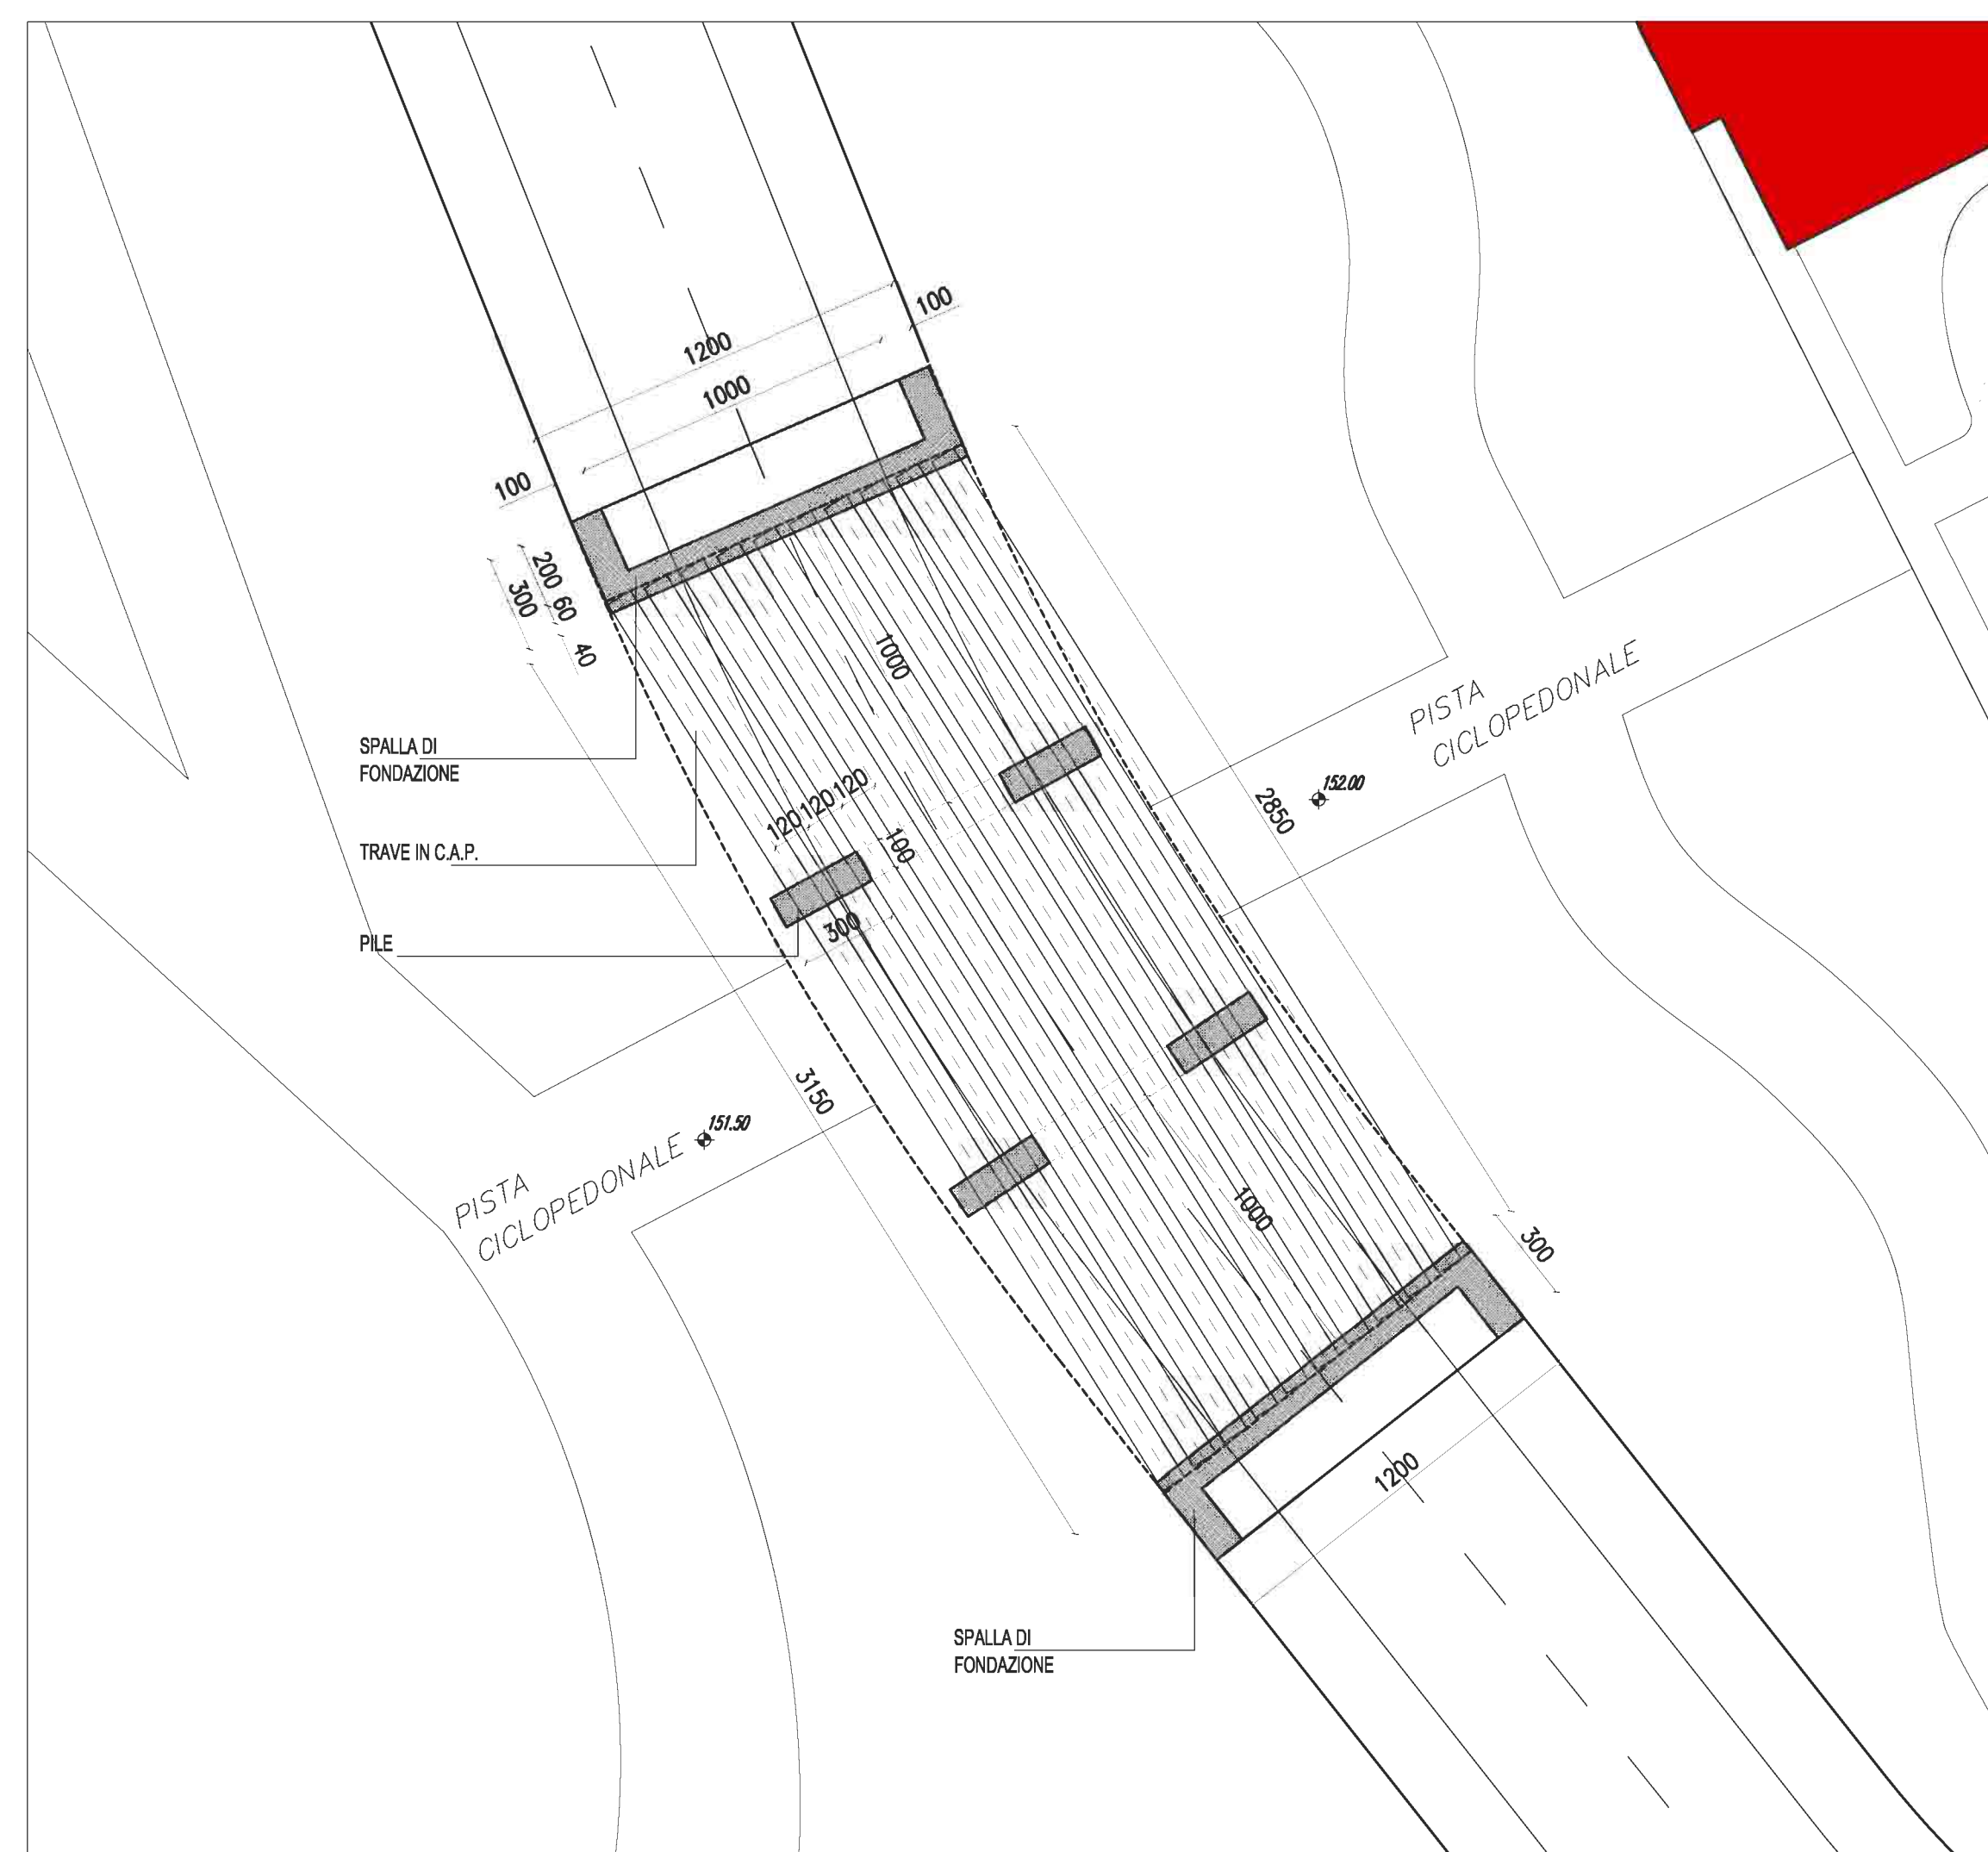 100
1200
1000
100
200 60
300
40
1000
SPALLA DI
FONDAZIONE
PISTA
CICLOPEDONALE
152.00
2850
120 120 120
100
TRAVE IN C.A.P.
300
PILE
3150
151.50
PISTA
CICLOPEDONALE
1000
300
1200
SPALLA DI
FONDAZIONE